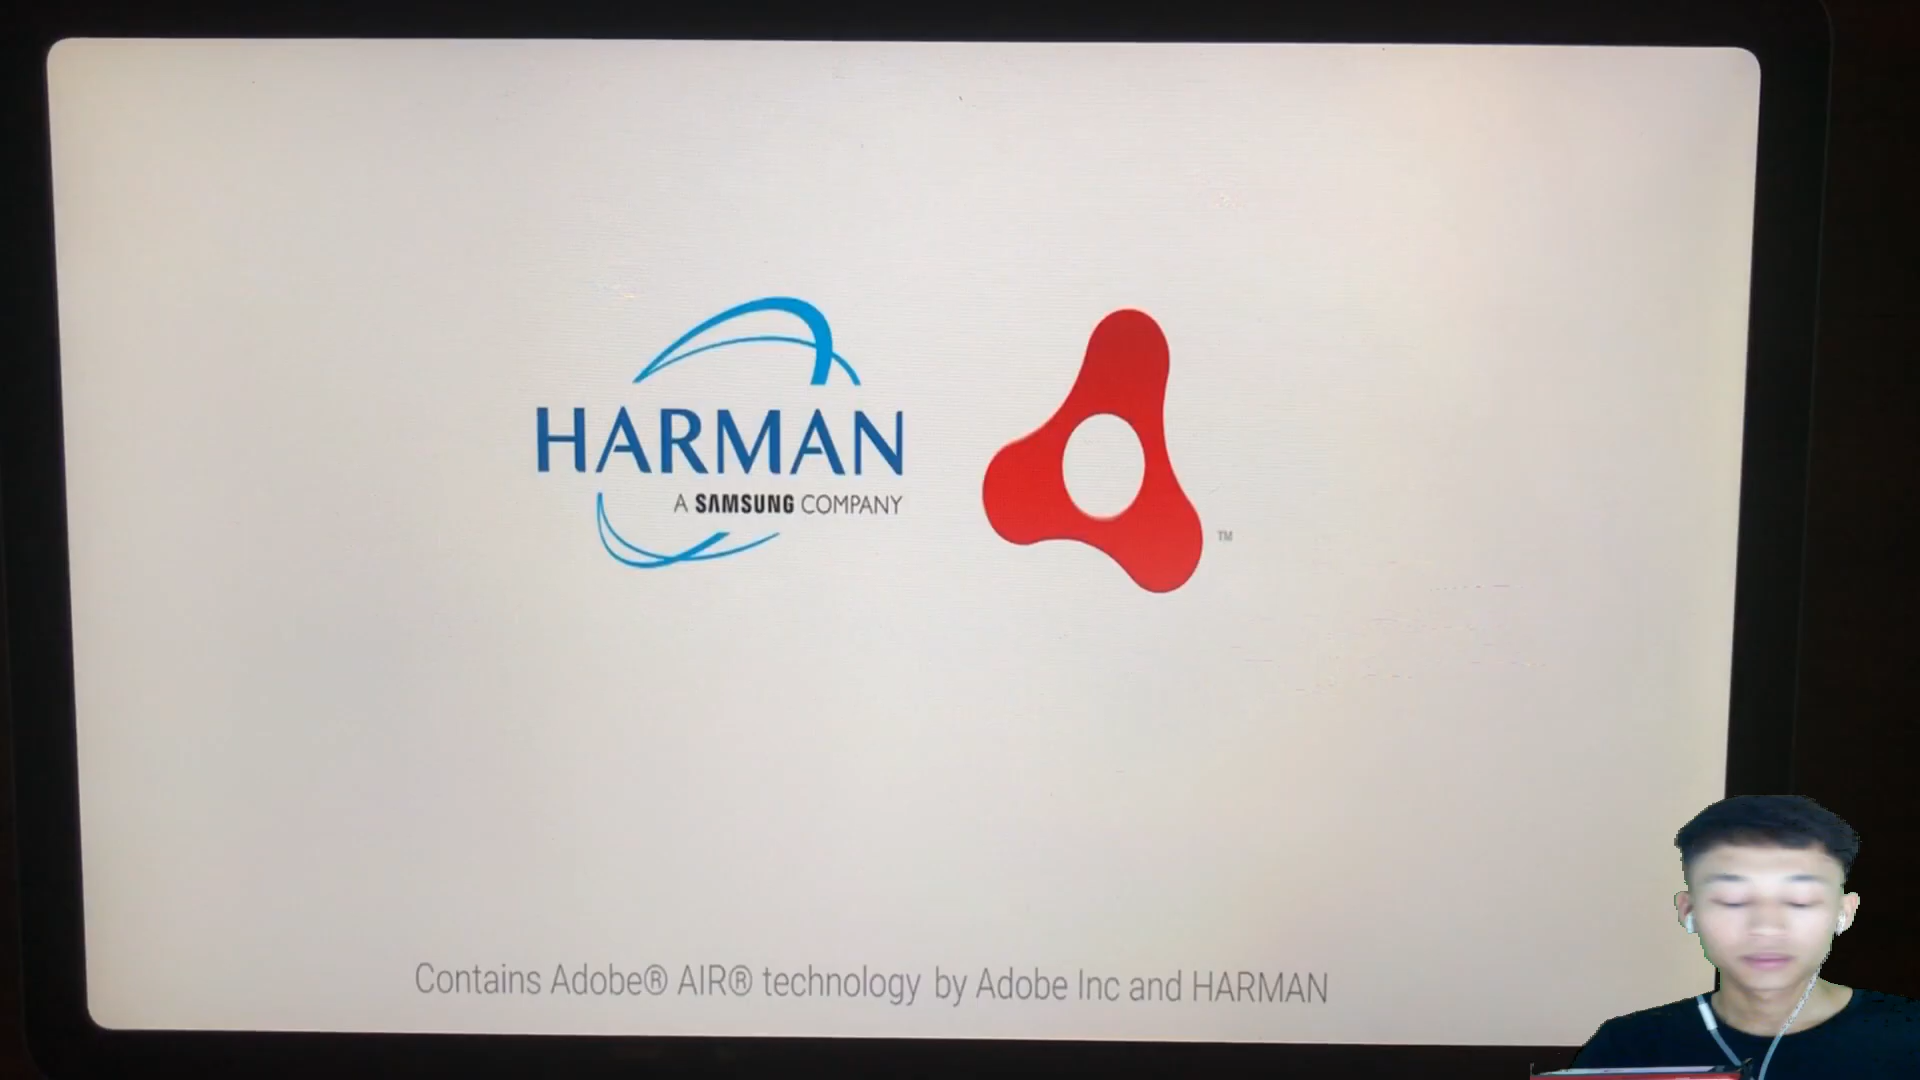 HARMAN
A SAMSUNG COMPANY
TM
Contains Adobe® AIR® technology by Adobe Inc and HARMAN